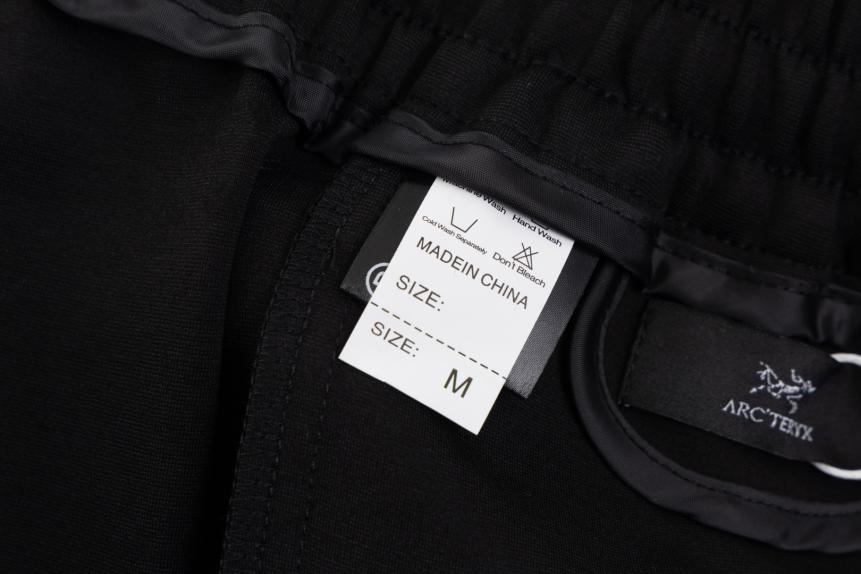 Machine Wash
Hand Wash
Cold Wash Separately
Don't Bleach
MADEIN CHINA
SIZE:
SIZE:
M
ARC'TERYX